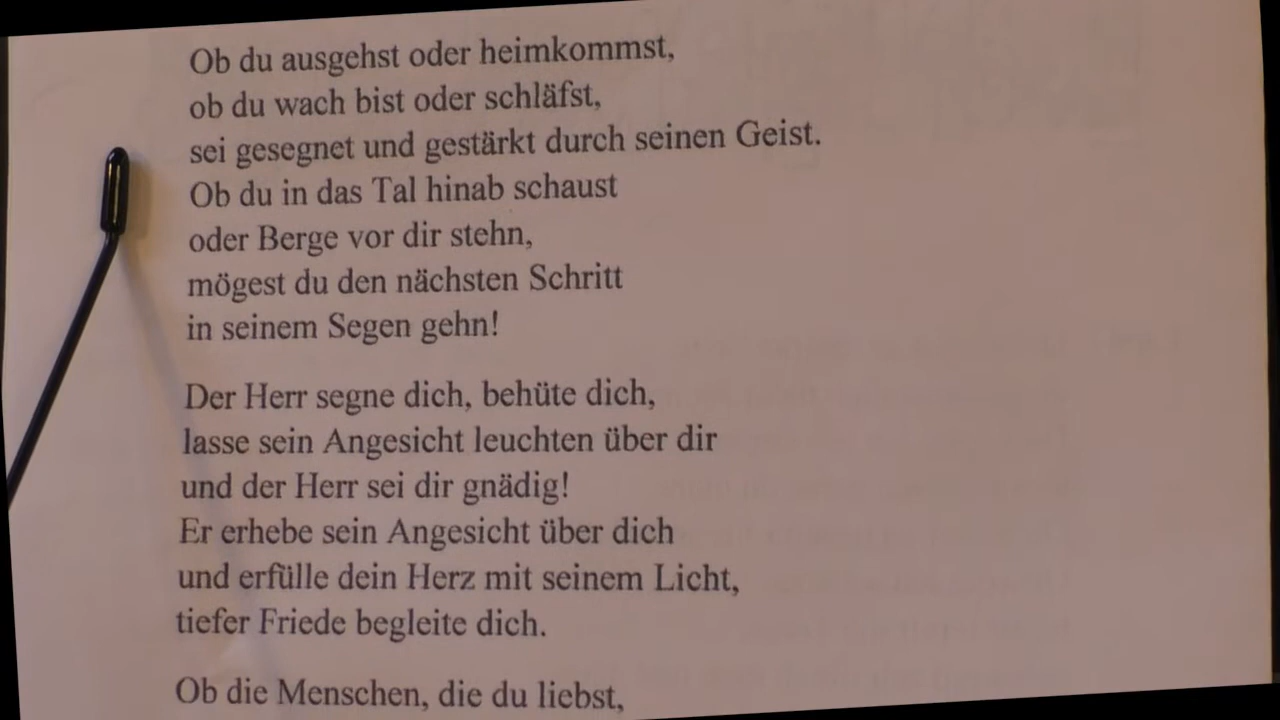 Ob du ausgehst oder heimkommst,
ob du wach bist oder schläfst,
sei gesegnet und gestärkt durch seinen Geist.
Ob du in das Tal hinab schaust
oder Berge vor dir stehn,
mögest du den nächsten Schritt
in seinem Segen gehn!
Der Herr segne dich, behüte dich,
lasse sein Angesicht leuchten über dir
und der Herr sei dir gnädig!
Er erhebe sein Angesicht über dich
und erfülle dein Herz mit seinem Licht,
tiefer Friede begleite dich.
Ob die Menschen, die du liebst,